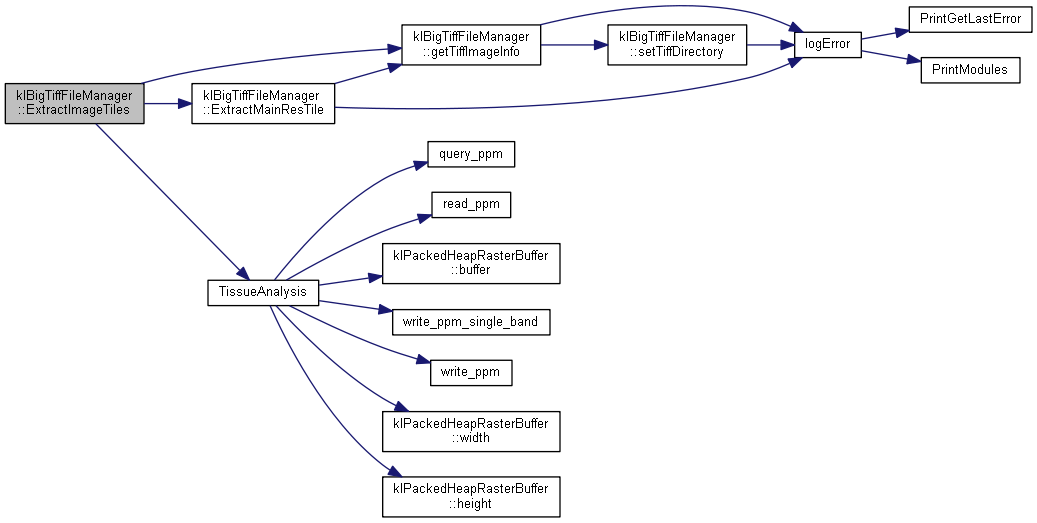 klBigTiffFileManager
::ExtractImageTiles
klBigTiffFileManager
::getTiffImageInfo
klBigTiffFileManager
::ExtractMainResTile
klBigTiffFileManager
::setTiffDirectory
logError
PrintGetLastError
PrintModules
TissueAnalysis
query_ppm
read_ppm
klPackedHeapRasterBuffer
::buffer
write_ppm_single_band
write_ppm
klPackedHeapRasterBuffer
::width
klPackedHeapRasterBuffer
::height